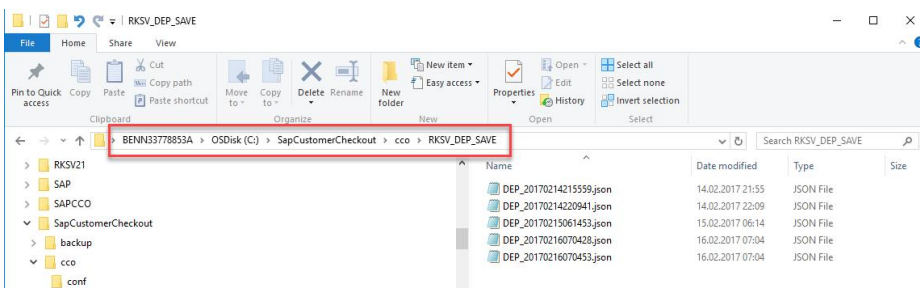 RKSV_DEP_SAVE
File Home Share View
Pin to Quick access
Copy
Paste
Cut
Copy path
Paste shortcut
Move to
Copy to
Delete
Rename
New folder
New item
Easy access
Properties
Open
Edit
History
Select all
Select none
Invert selection
Clipboard Organize New Open Select
BENN33778853A > OSDisk (C:) > SapCustomerCheckout > cco > RKSV_DEP_SAVE
Search RKSV_DEP_SAVE
RKSV21
SAP
SAPCCO
SapCustomerCheckout
backup
cco
conf
Name Date modified Type Size
DEP_20170214215559.json 14.02.2017 21:55 JSON File
DEP_20170214220941.json 14.02.2017 22:09 JSON File
DEP_20170215061453.json 15.02.2017 06:14 JSON File
DEP_20170216070428.json 16.02.2017 07:04 JSON File
DEP_20170216070453.json 16.02.2017 07:04 JSON File